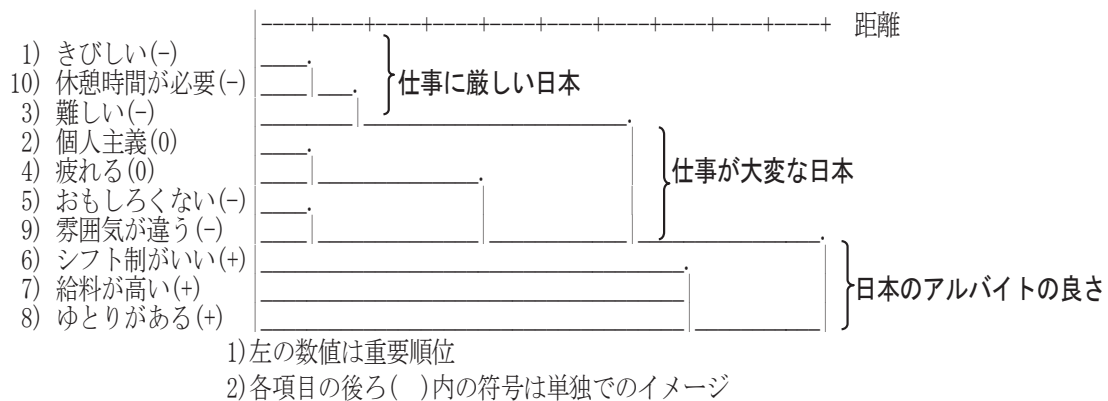 距離
1) きびしい(-)
10) 休憩時間が必要(-)
仕事に厳しい日本
3) 難しい(-)
2) 個人主義(0)
4) 疲れる(0)
仕事が大変な日本
5) おもしろくない(-)
9) 雰囲気が違う(-)
6) シフト制がいい(+)
7) 給料が高い(+)
日本のアルバイトの良さ
8) ゆとりがある(+)
1)左の数値は重要順位
2)各項目の後ろ( )内の符号は単独でのイメージ